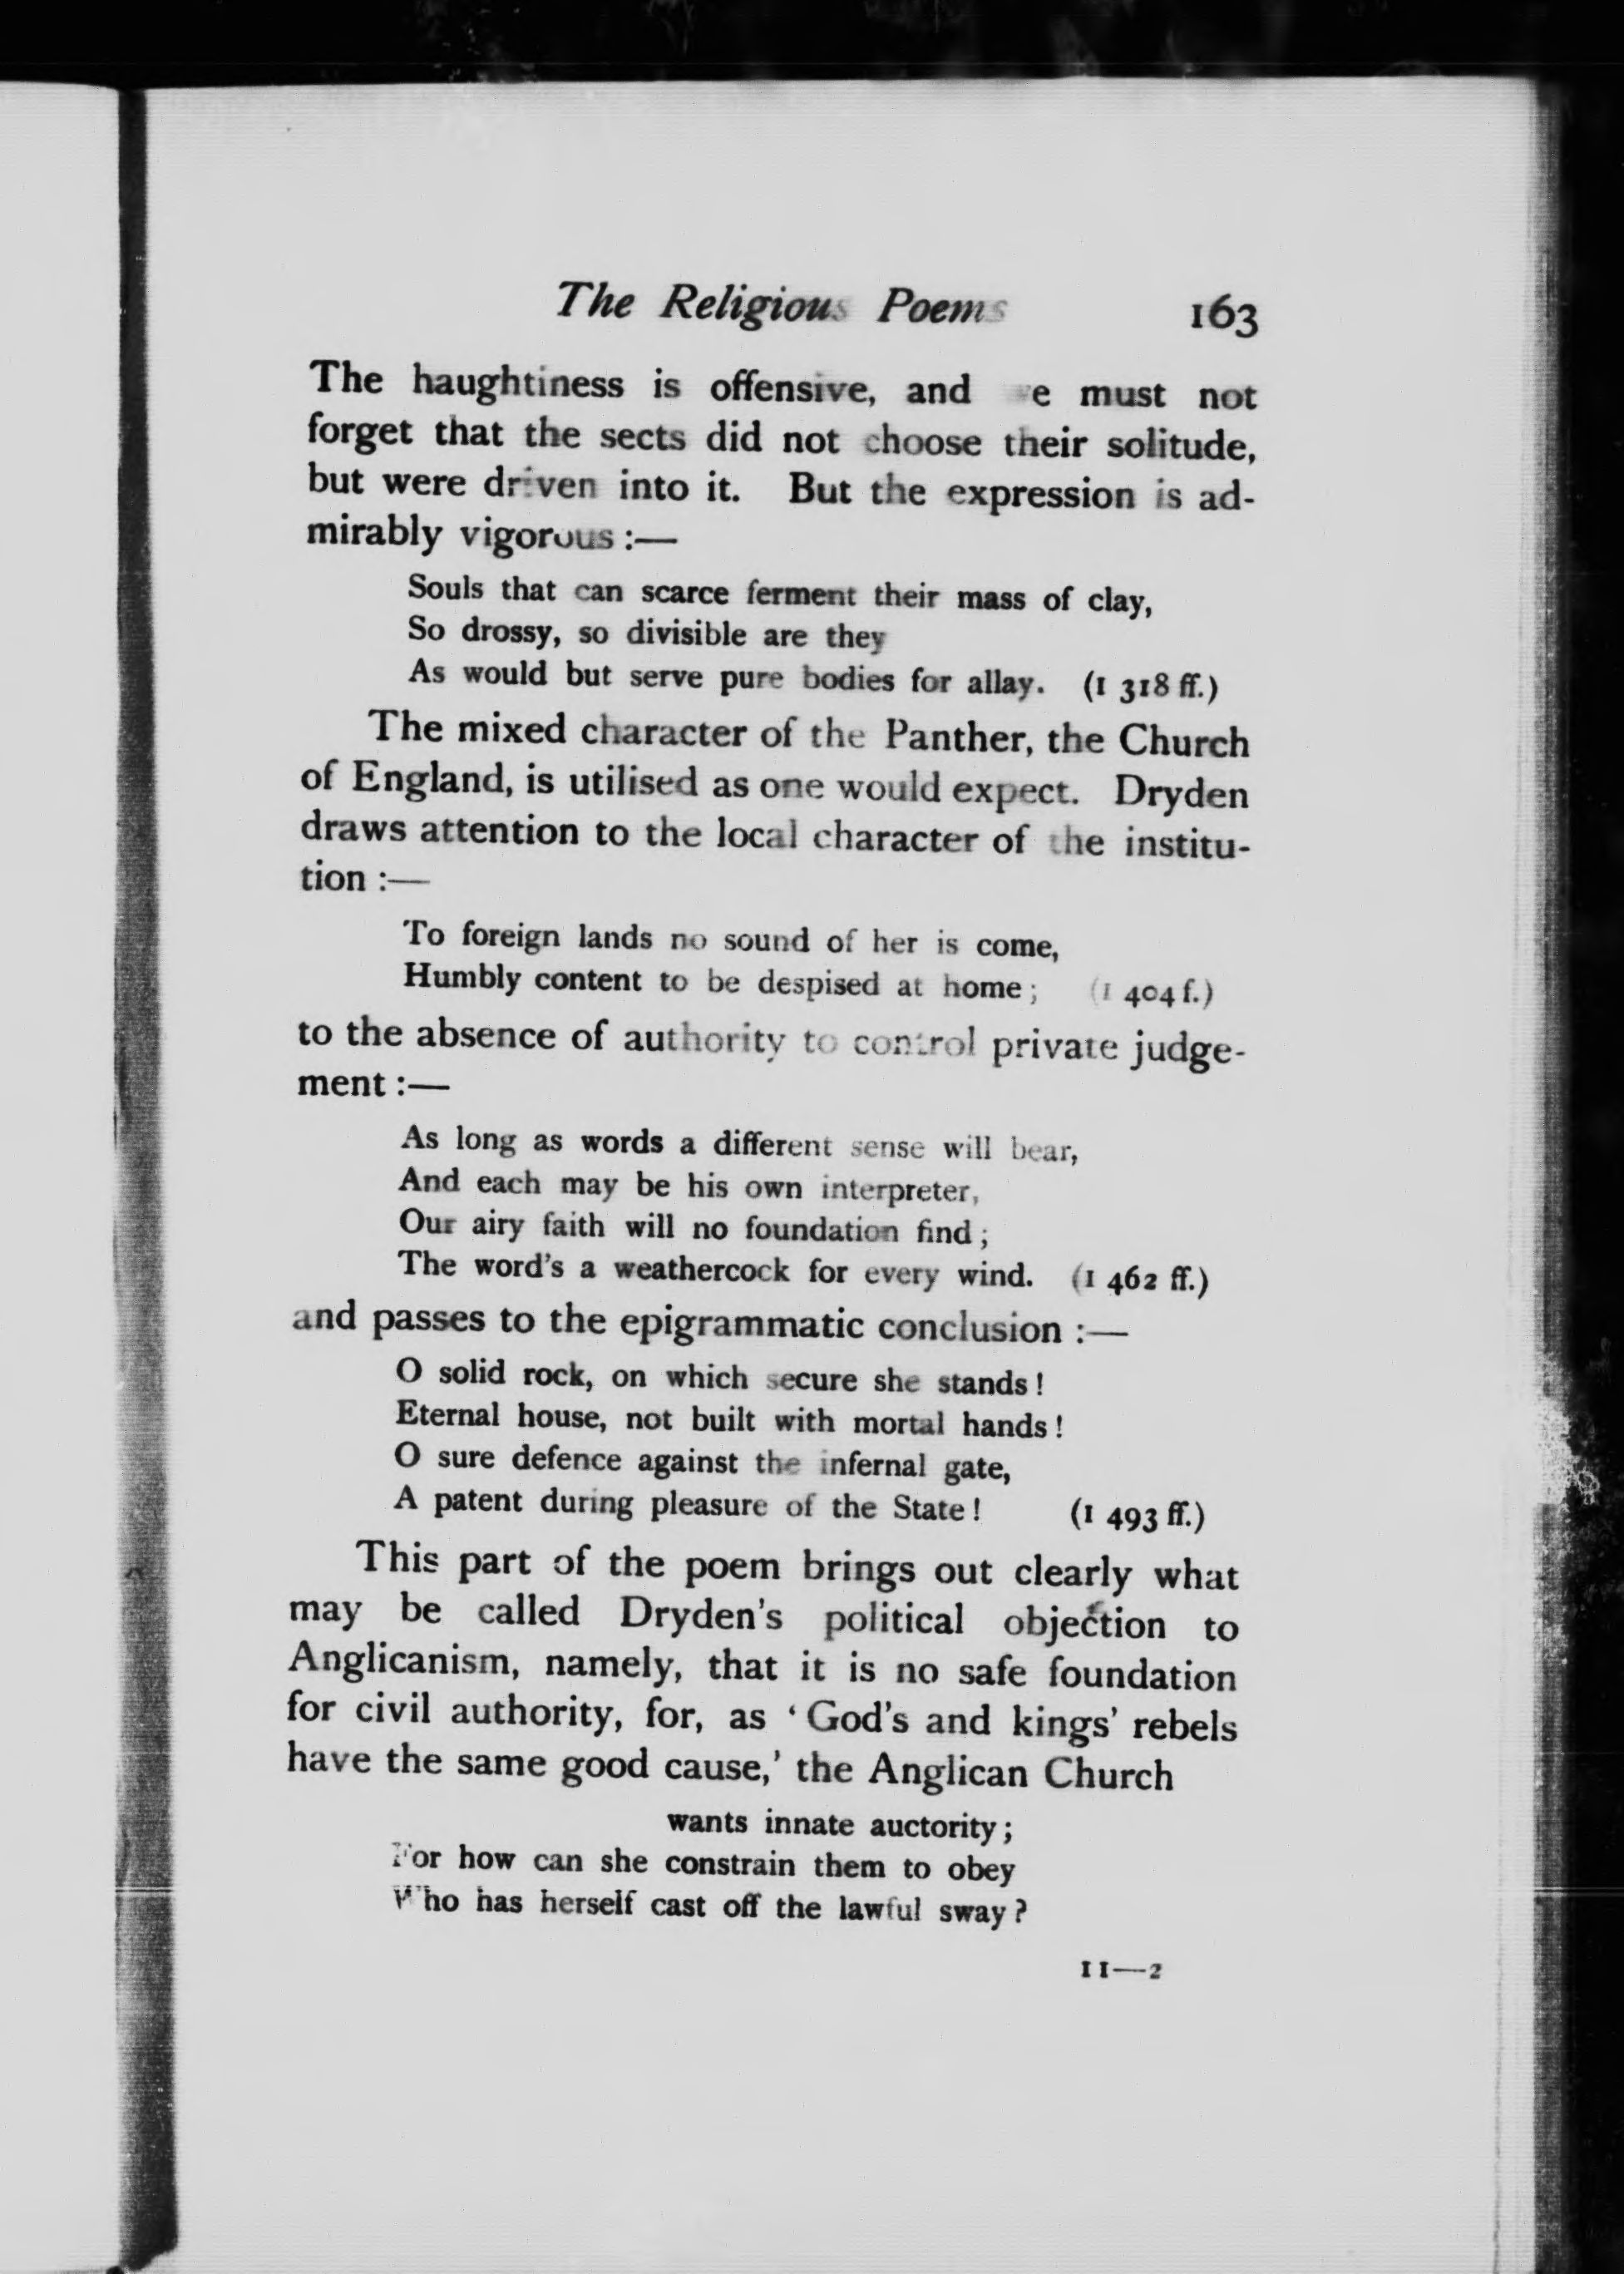 The Religious Poems 163
The haughtiness is offensive, and we must not
forget that the sects did not choose their solitude,
but were driven into it. But the expression is ad-
mirably vigorous :—
Souls that can scarce ferment their mass of clay,
So drossy, so divisible are they
As would but serve pure bodies for allay. (I 318 ff.)
The mixed character of the Panther, the Church
of England, is utilised as one would expect. Dryden
draws attention to the local character of the institu-
tion :—
To foreign lands no sound of her is come,
Humbly content to be despised at home; (I 404 f.)
to the absence of authority to control private judge-
ment :—
As long as words a different sense will bear,
And each may be his own interpreter,
Our airy faith will no foundation find;
The word's a weathercock for every wind. (I 462 ff.)
and passes to the epigrammatic conclusion :—
O solid rock, on which secure she stands!
Eternal house, not built with mortal hands!
O sure defence against the infernal gate,
A patent during pleasure of the State! (I 493 ff.)
This part of the poem brings out clearly what
may be called Dryden's political objection to
Anglicanism, namely, that it is no safe foundation
for civil authority, for, as 'God's and kings' rebels
have the same good cause,' the Anglican Church
wants innate auctority;
For how can she constrain them to obey
Who has herself cast off the lawful sway?
11—2